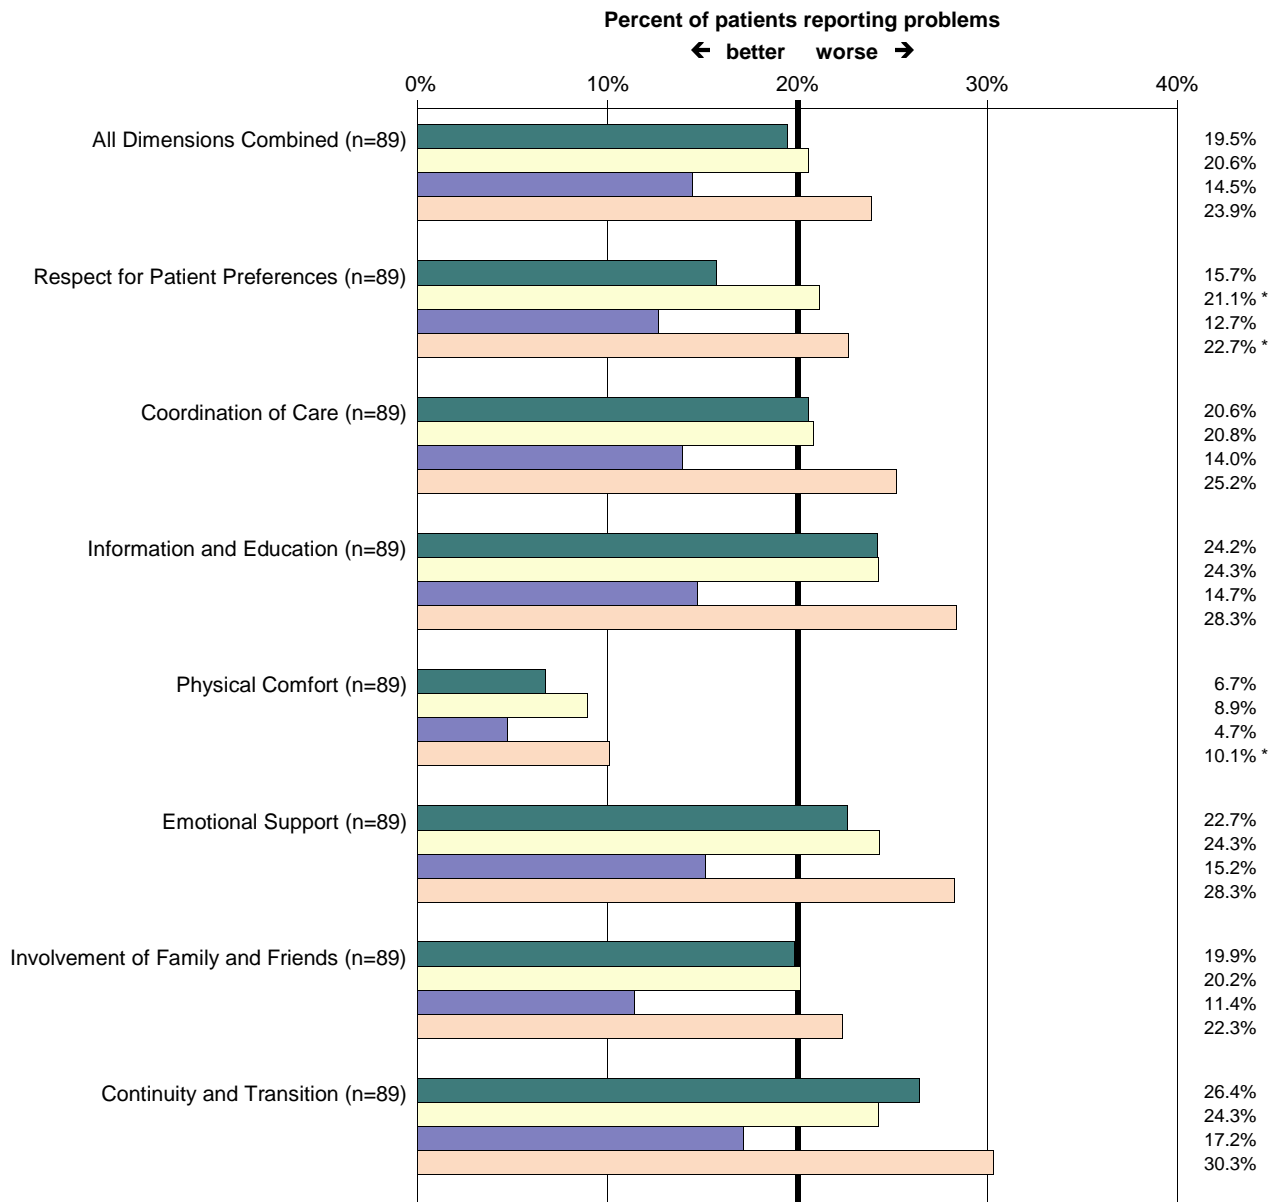 Percent of patients reporting problems
🡸 better worse 🡺
0% 10% 20% 30% 40%
All Dimensions Combined (n=89) 19.5%
20.6%
14.5%
23.9%
Respect for Patient Preferences (n=89) 15.7%
21.1% *
12.7%
22.7% *
Coordination of Care (n=89) 20.6%
20.8%
14.0%
25.2%
Information and Education (n=89) 24.2%
24.3%
14.7%
28.3%
Physical Comfort (n=89) 6.7%
8.9%
4.7%
10.1% *
Emotional Support (n=89) 22.7%
24.3%
15.2%
28.3%
Involvement of Family and Friends (n=89) 19.9%
20.2%
11.4%
22.3%
Continuity and Transition (n=89) 26.4%
24.3%
17.2%
30.3%